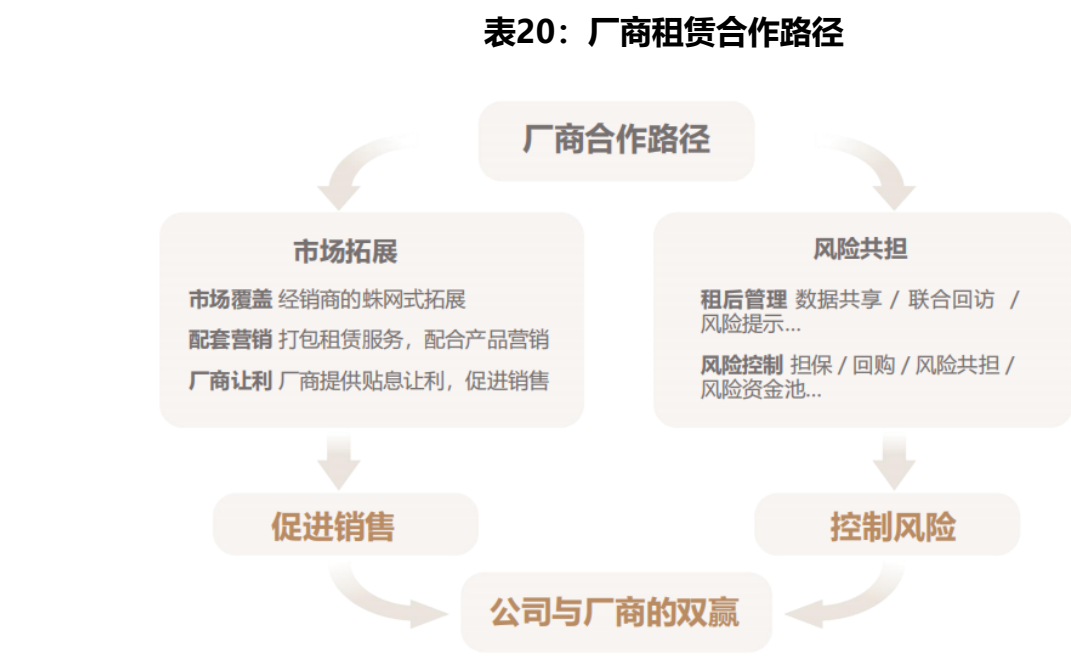 表20：厂商租赁合作路径
厂商合作路径
市场拓展
市场覆盖 经销商的蛛网式拓展
配套营销 打包租赁服务，配合产品营销
厂商让利 厂商提供贴息让利，促进销售
风险共担
租后管理 数据共享 / 联合回访 /
风险提示...
风险控制 担保 / 回购 / 风险共担 /
风险资金池...
促进销售
控制风险
公司与厂商的双赢